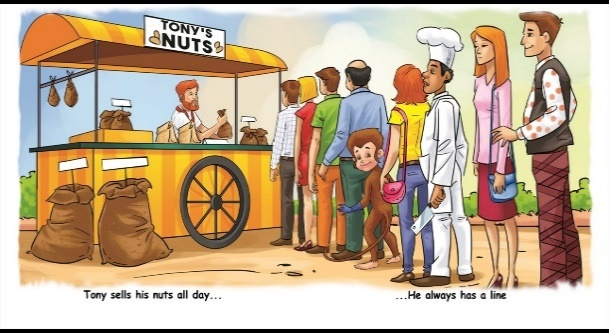 TONY'S
NUTS
Tony sells his nuts all day...
...He always has a line